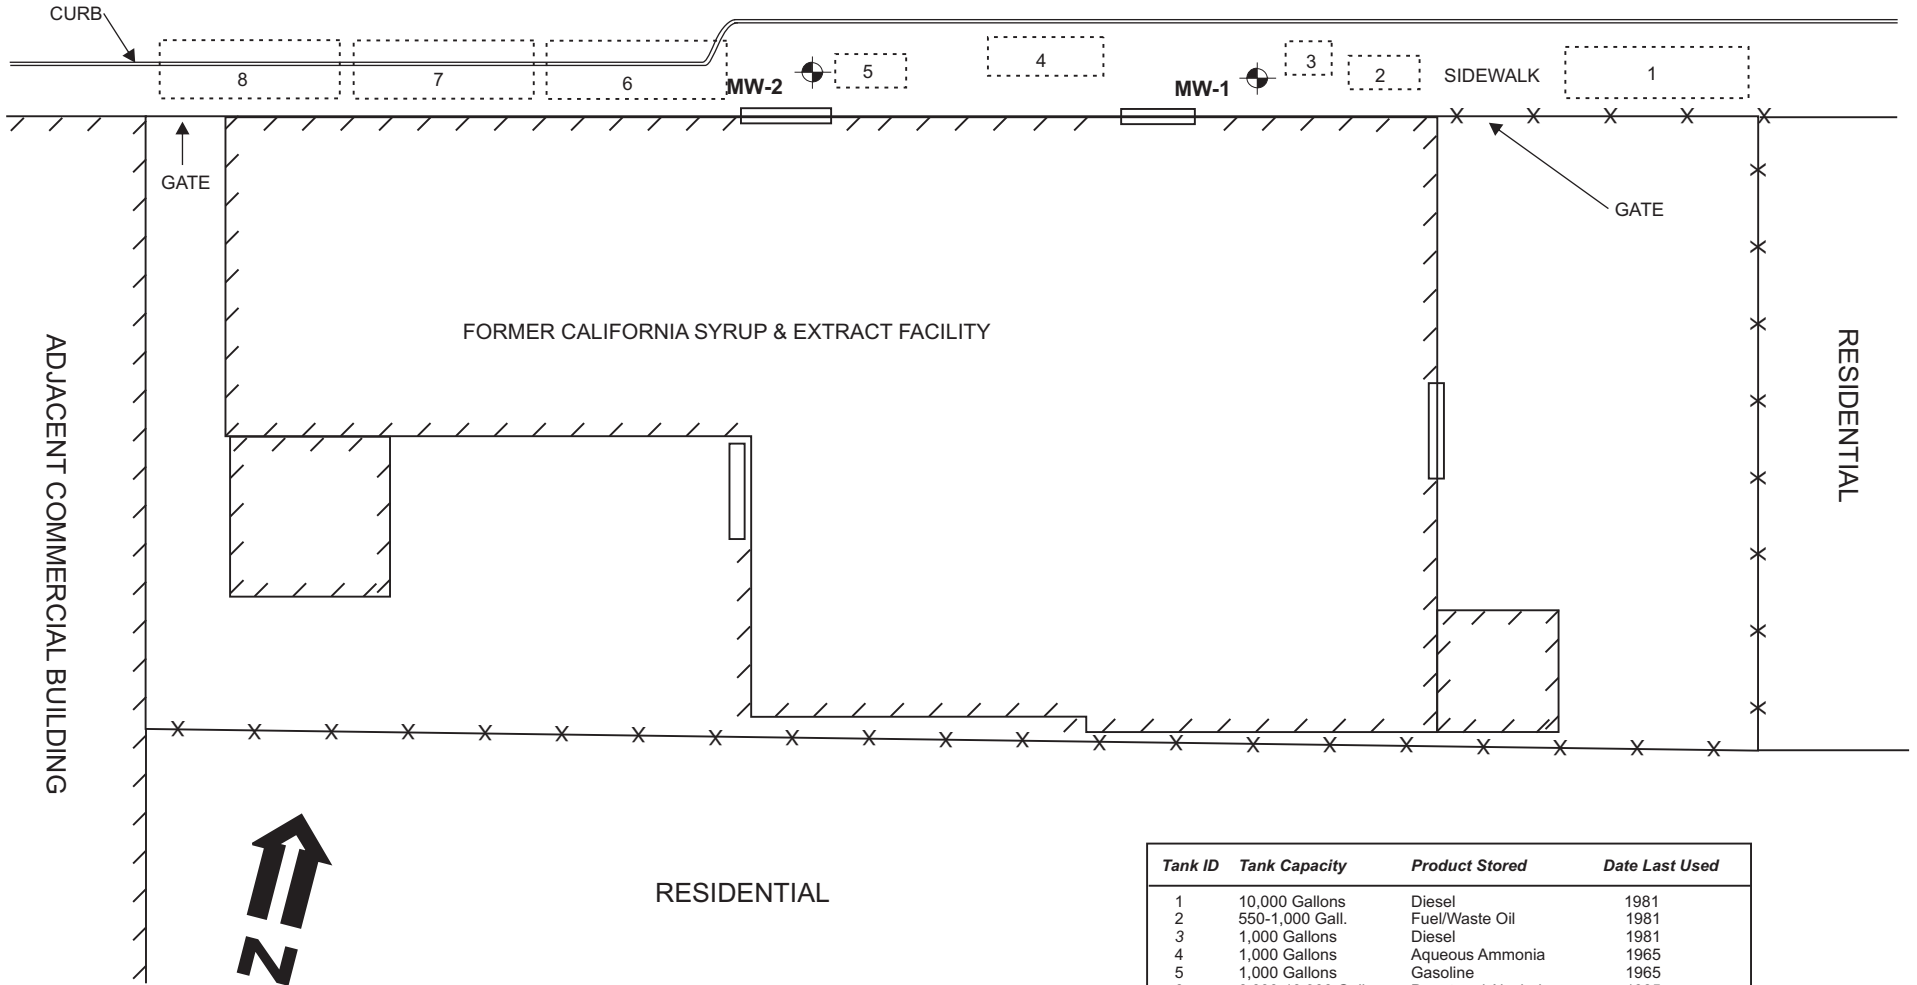 CURB
8
7
6
5
4
3
2
1
SIDEWALK
MW-2
MW-1
GATE
GATE
FORMER CALIFORNIA SYRUP & EXTRACT FACILITY
ADJACENT COMMERCIAL BUILDING
RESIDENTIAL
RESIDENTIAL
N
Tank ID Tank Capacity Product Stored Date Last Used
1 10,000 Gallons Diesel 1981
2 550-1,000 Gall. Fuel/Waste Oil 1981
3 1,000 Gallons Diesel 1981
4 1,000 Gallons Aqueous Ammonia 1965
5 1,000 Gallons Gasoline 1965